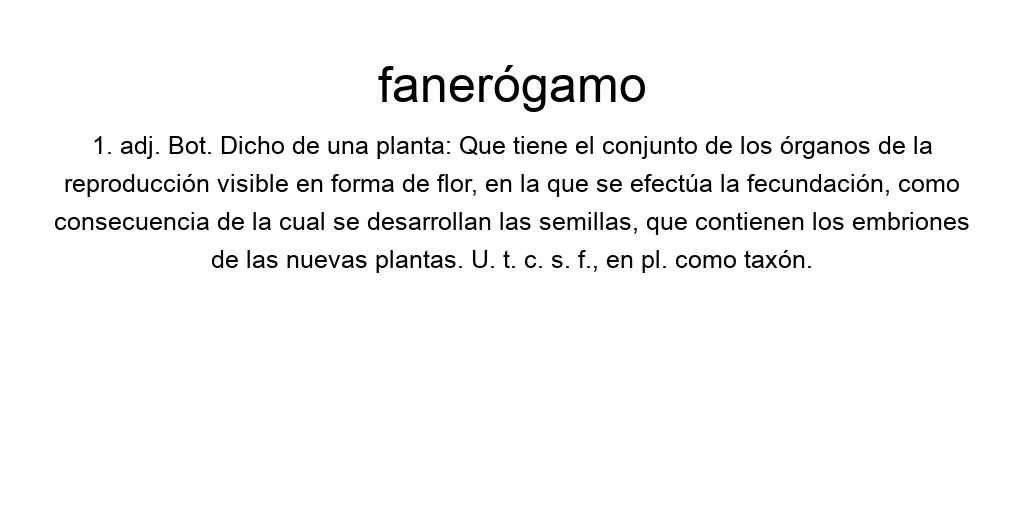 fanerógamo
1. adj. Bot. Dicho de una planta: Que tiene el conjunto de los órganos de la
reproducción visible en forma de flor, en la que se efectúa la fecundación, como
consecuencia de la cual se desarrollan las semillas, que contienen los embriones
de las nuevas plantas. U. t. c. s. f., en pl. como taxón.